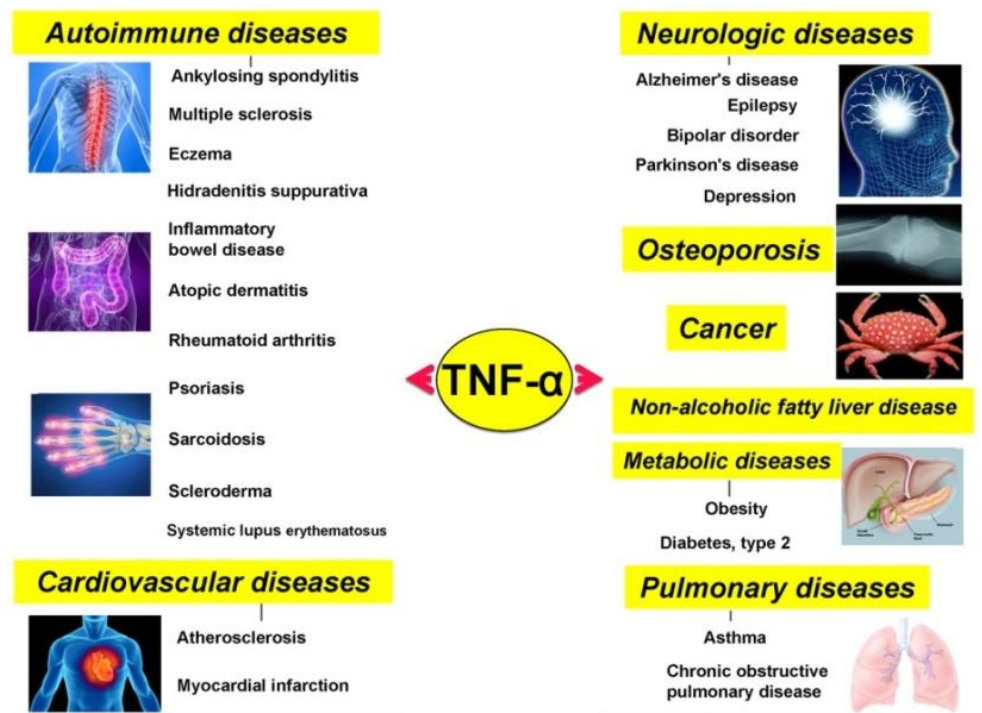 Autoimmune diseases
Ankylosing spondylitis
Multiple sclerosis
Eczema
Hidradenitis suppurativa
Inflammatory
bowel disease
Atopic dermatitis
Rheumatoid arthritis
Psoriasis
Sarcoidosis
Scleroderma
Systemic lupus erythematosus
Cardiovascular diseases
Atherosclerosis
Myocardial infarction
TNF-α
Neurologic diseases
Alzheimer's disease
Epilepsy
Bipolar disorder
Parkinson's disease
Depression
Osteoporosis
Cancer
Non-alcoholic fatty liver disease
Metabolic diseases
Obesity
Diabetes, type 2
Pulmonary diseases
Asthma
Chronic obstructive
pulmonary disease